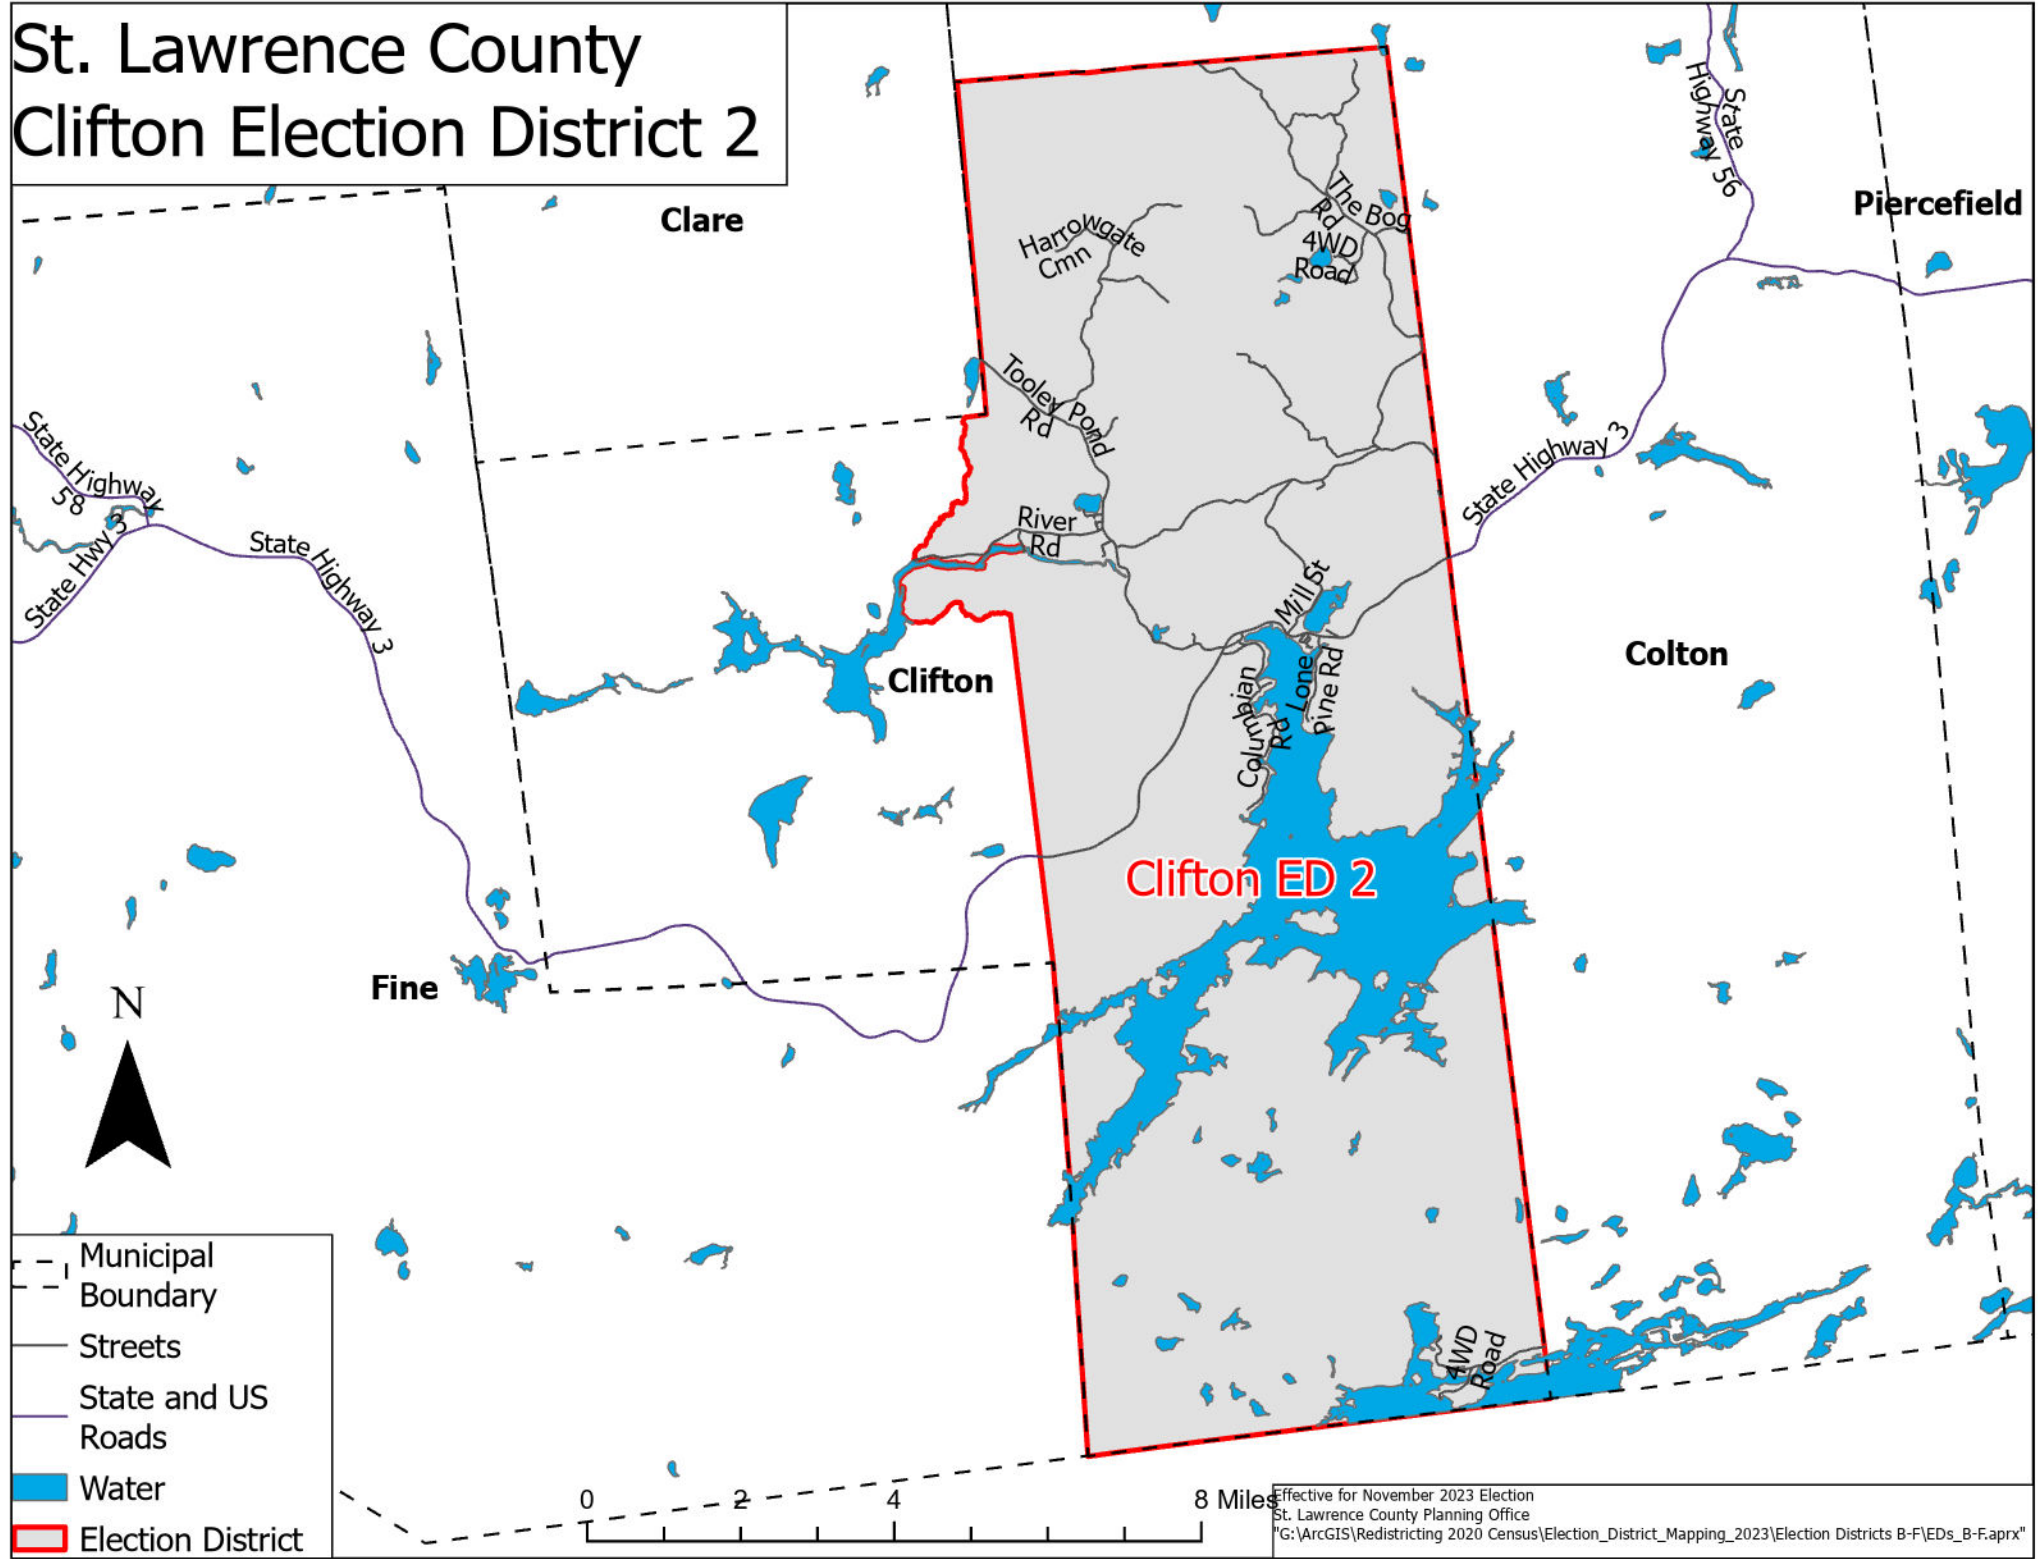 St. Lawrence County
Clifton Election District 2
Clare
Piercefield
State
Highway 56
The Bog
Rd
4WD
Road
Harrowgate
Cmn
Tooley Pond
Rd
State Highway
58
State Hwy 3
State Highway 3
State Highway 3
River
Rd
Mill St
Clifton
Colton
Columbian
Rd
Lone
Pine Rd
Clifton ED 2
Fine
N
4WD
Road
Municipal
Boundary
Streets
State and US
Roads
Water
Election District
0 2 4 8 Miles
Effective for November 2023 Election
St. Lawrence County Planning Office
"G:\ArcGIS\Redistricting 2020 Census\Election_District_Mapping_2023\Election Districts B-F\EDs_B-F.aprx"